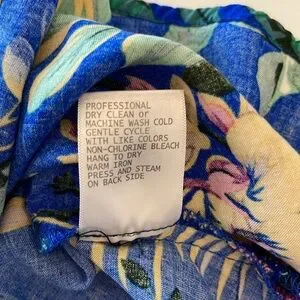 PROFESSIONAL
DRY CLEAN or
MACHINE WASH COLD
GENTLE CYCLE
WITH LIKE COLORS
NON-CHLORINE BLEACH
HANG TO DRY
WARM IRON
PRESS AND STEAM
ON BACK SIDE